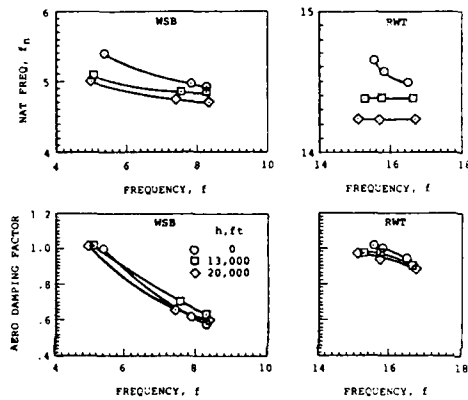 WSB
RWT
NAT FREQ, fn
6
5
4
15
14
4 6 8 10
14 16 18
FREQUENCY, f
FREQUENCY, f
AERO DAMPING FACTOR
1.2
1.0
.8
.6
.4
WSB
h,ft
0
13,000
20,000
RWT
4 6 8 10
14 16 18
FREQUENCY, f
FREQUENCY, f